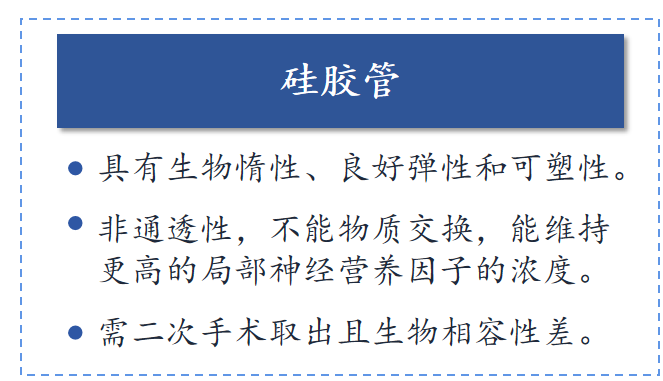 硅胶管
具有生物惰性、良好弹性和可塑性。
非通透性，不能物质交换，能维持
更高的局部神经营养因子的浓度。
需二次手术取出且生物相容性差。